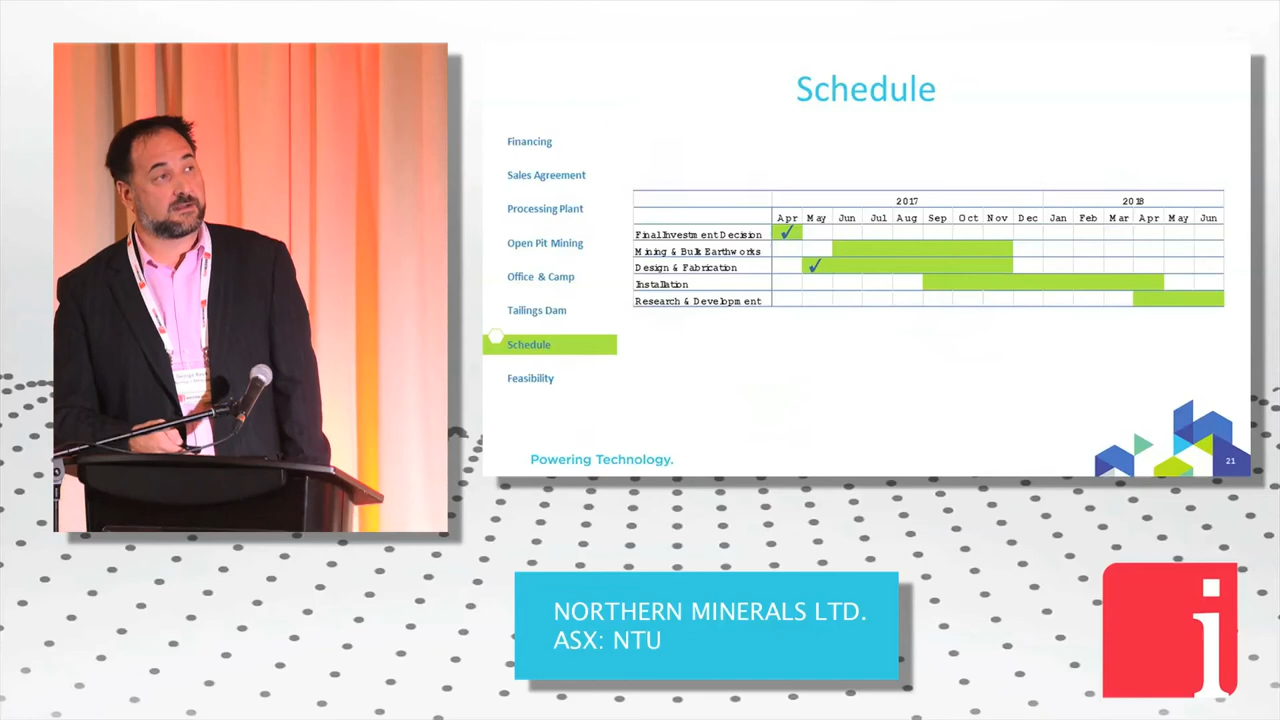 Schedule
Financing
Sales Agreement
Processing Plant
Open Pit Mining
Office & Camp
Tailings Dam
Schedule
Feasibility
2017 2018
Apr May Jun Jul Aug Sep Oct Nov Dec Jan Feb Mar Apr May Jun
Final Investment Decision ✓
Mining & Bulk Earthworks
Design & Fabrication ✓
Installation
Research & Development
Powering Technology.
21
George
NORTHERN MINERALS LTD.
ASX: NTU
i